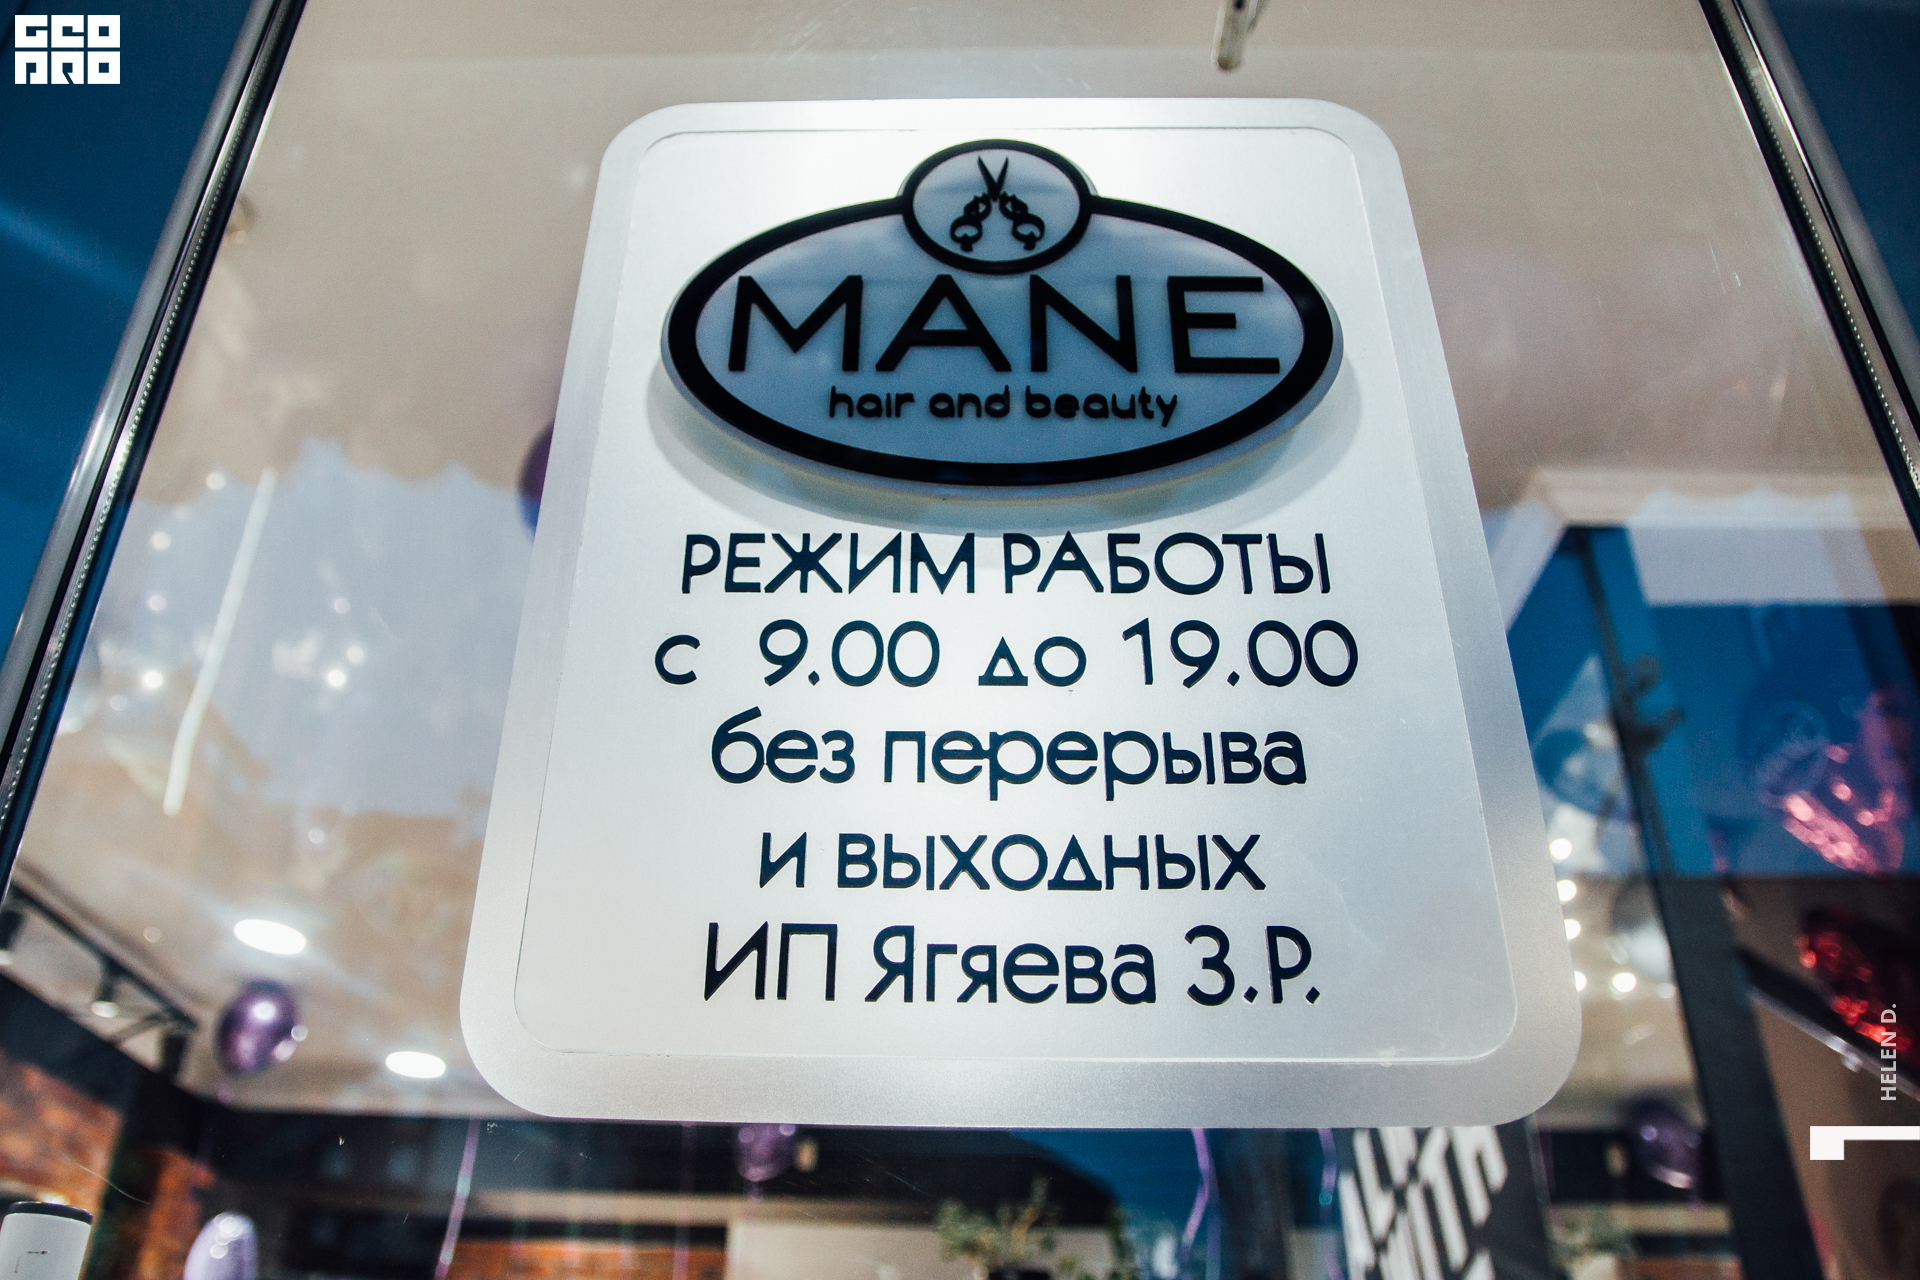 GEO
PRO
MANE
hair and beauty
РЕЖИМ РАБОТЫ
с 9.00 до 19.00
без перерыва
и выходных
ИП Ягяева З.Р.
HELEN D.